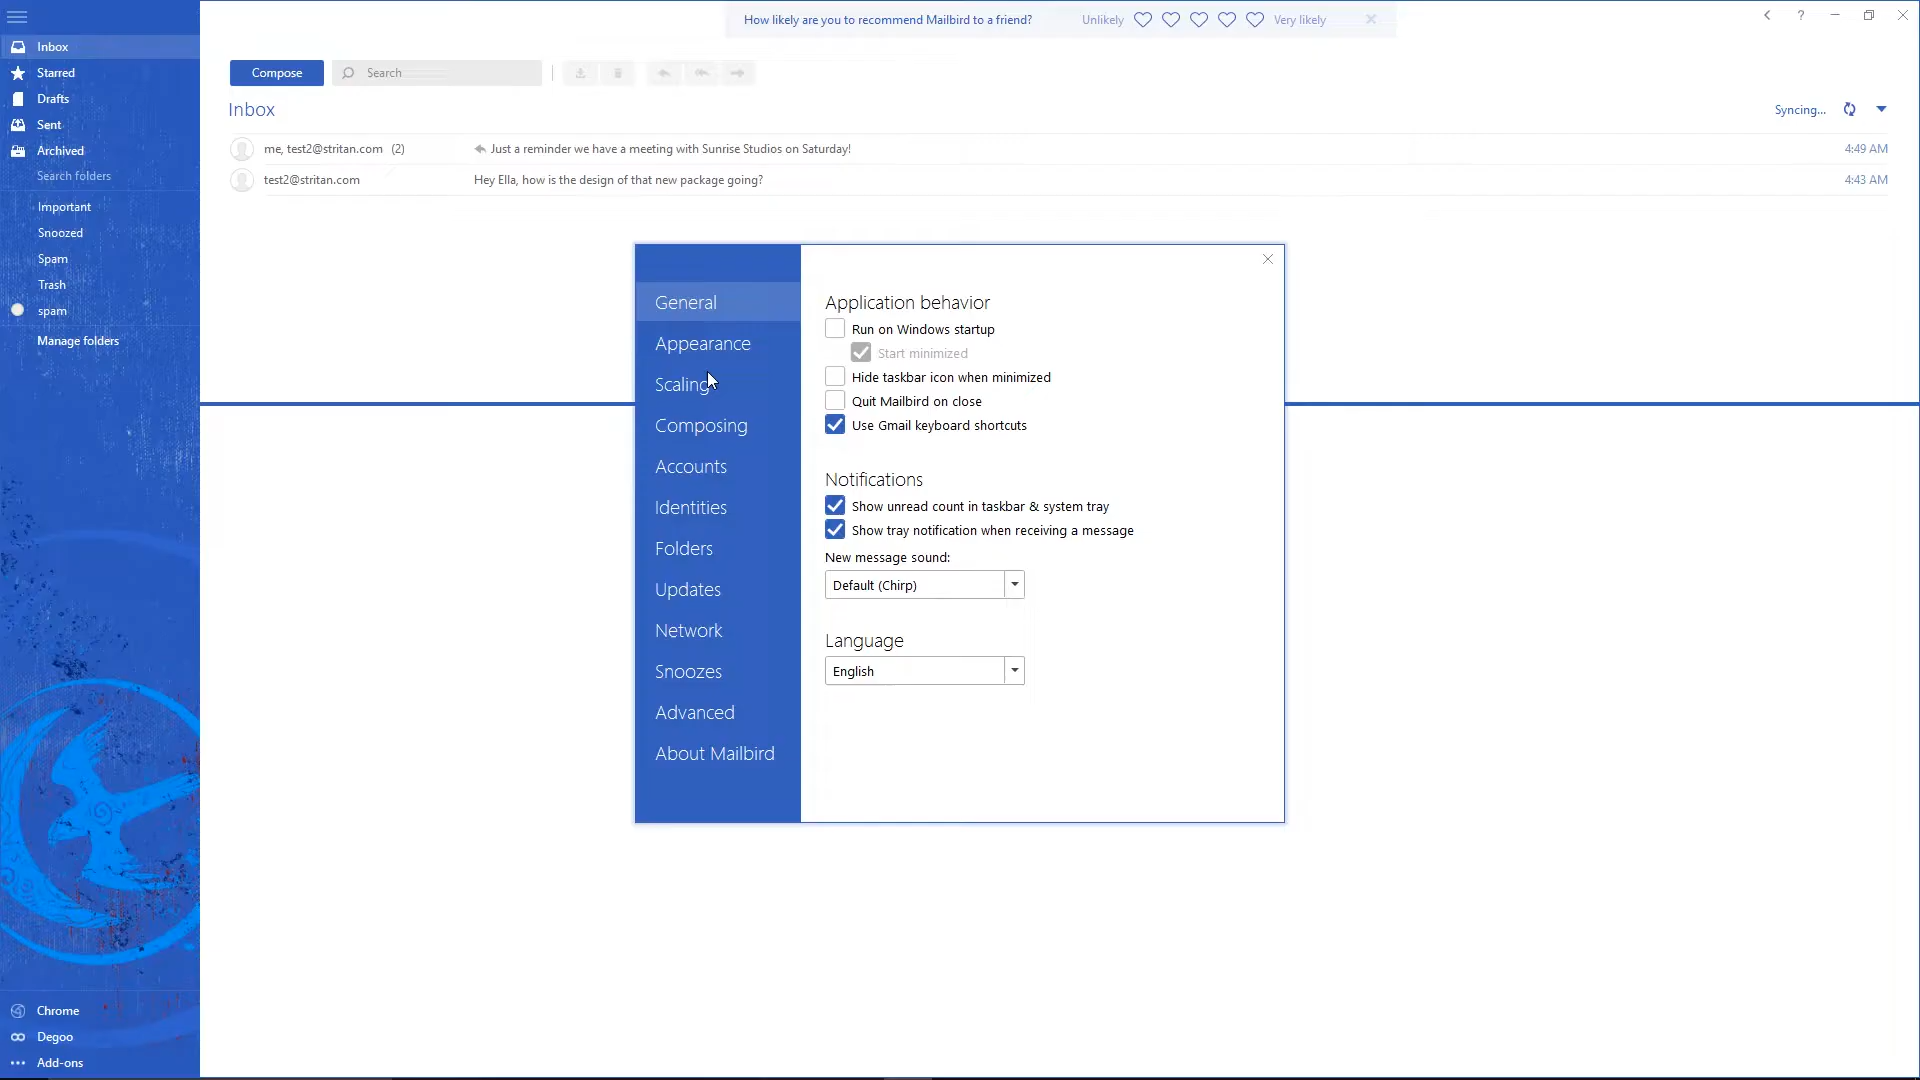 How likely are you to recommend Mailbird to a friend? Unlikely Very likely
?
Inbox
Starred
Drafts
Sent
Archived
Search folders
Important
Snoozed
Spam
Trash
spam
Manage folders
Chrome
Degoo
Add-ons
Compose Search
Inbox Syncing...
me, test2@stritan.com (2) Just a reminder we have a meeting with Sunrise Studios on Saturday! 4:49 AM
test2@stritan.com Hey Ella, how is the design of that new package going? 4:43 AM
General
Appearance
Scaling
Composing
Accounts
Identities
Folders
Updates
Network
Snoozes
Advanced
About Mailbird
Application behavior
Run on Windows startup
Start minimized
Hide taskbar icon when minimized
Quit Mailbird on close
Use Gmail keyboard shortcuts
Notifications
Show unread count in taskbar & system tray
Show tray notification when receiving a message
New message sound:
Default (Chirp)
Language
English